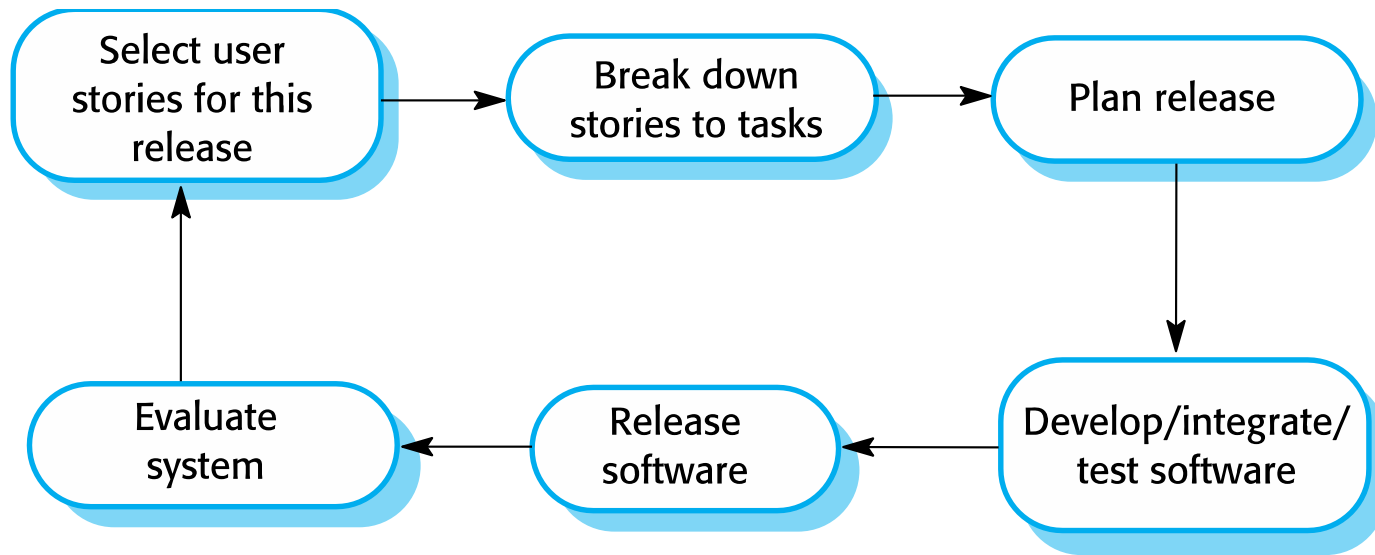 Select user
stories for this
release
Break down
stories to tasks
Plan release
Develop/integrate/
test software
Release
software
Evaluate
system